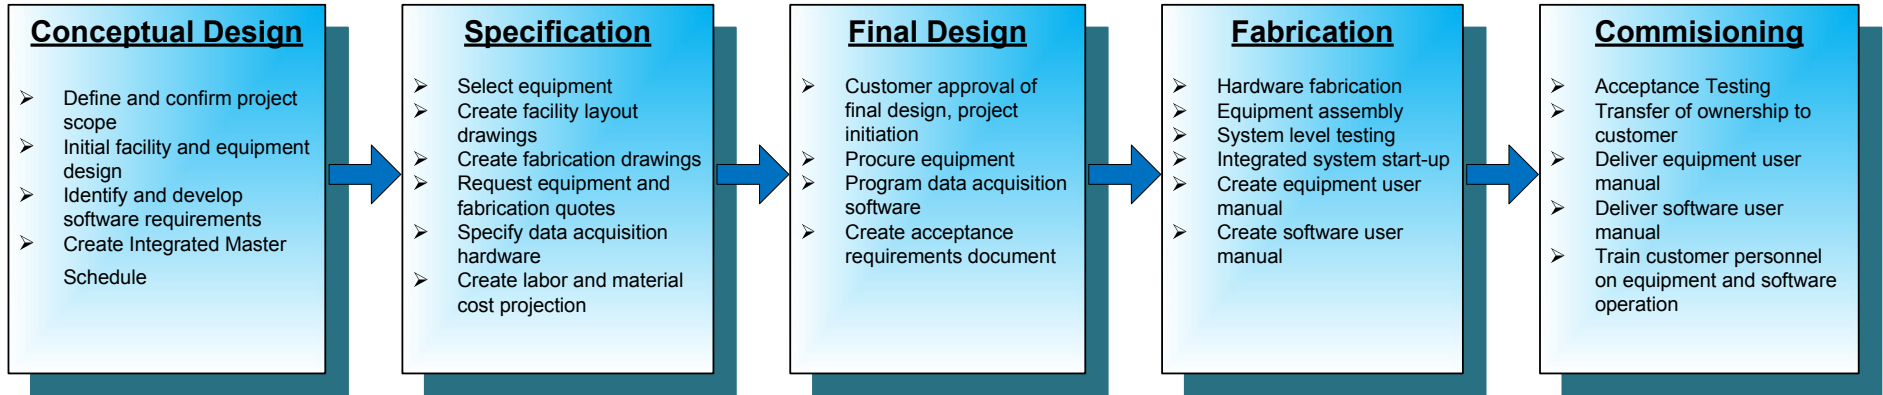 Conceptual Design
➢ Define and confirm project
scope
➢ Initial facility and equipment
design
➢ Identify and develop
software requirements
➢ Create Integrated Master
Schedule
Specification
➢ Select equipment
➢ Create facility layout
drawings
➢ Create fabrication drawings
➢ Request equipment and
fabrication quotes
➢ Specify data acquisition
hardware
➢ Create labor and material
cost projection
Final Design
➢ Customer approval of
final design, project
initiation
➢ Procure equipment
➢ Program data acquisition
software
➢ Create acceptance
requirements document
Fabrication
➢ Hardware fabrication
➢ Equipment assembly
➢ System level testing
➢ Integrated system start-up
➢ Create equipment user
manual
➢ Create software user
manual
Commisioning
➢ Acceptance Testing
➢ Transfer of ownership to
customer
➢ Deliver equipment user
manual
➢ Deliver software user
manual
➢ Train customer personnel
on equipment and software
operation